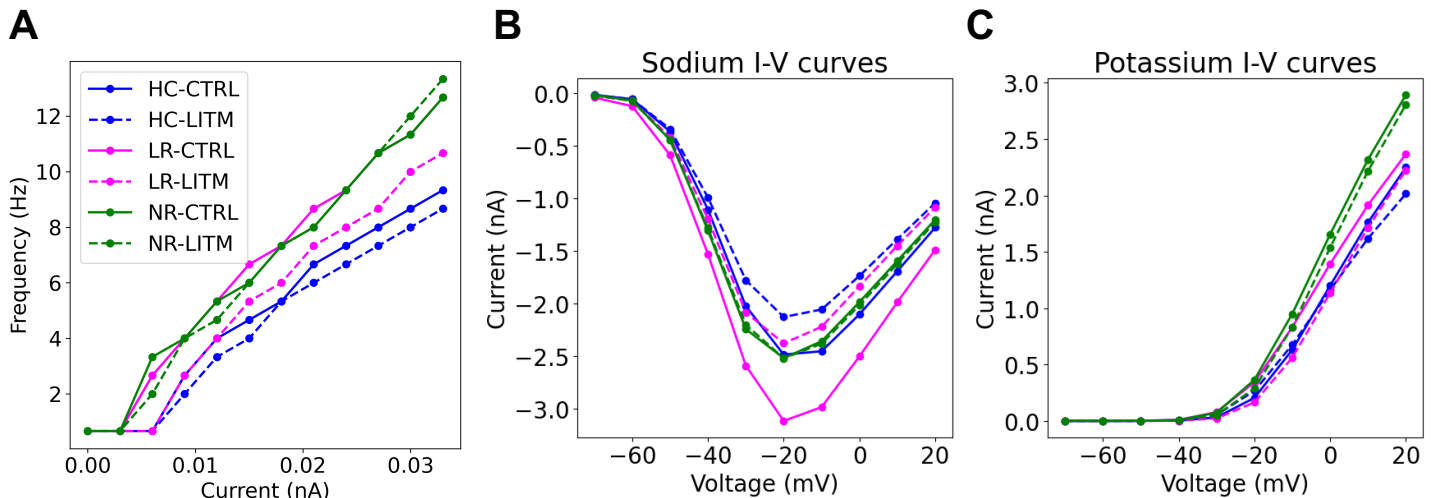 A
Frequency (Hz)
12
10
8
6
4
2
HC-CTRL
HC-LITM
LR-CTRL
LR-LITM
NR-CTRL
NR-LITM
0.00 0.01 0.02 0.03
Current (nA)
B
Sodium I-V curves
Current (nA)
0.0
−0.5
−1.0
−1.5
−2.0
−2.5
−3.0
−60 −40 −20 0 20
Voltage (mV)
C
Potassium I-V curves
Current (nA)
3.0
2.5
2.0
1.5
1.0
0.5
0.0
−60 −40 −20 0 20
Voltage (mV)